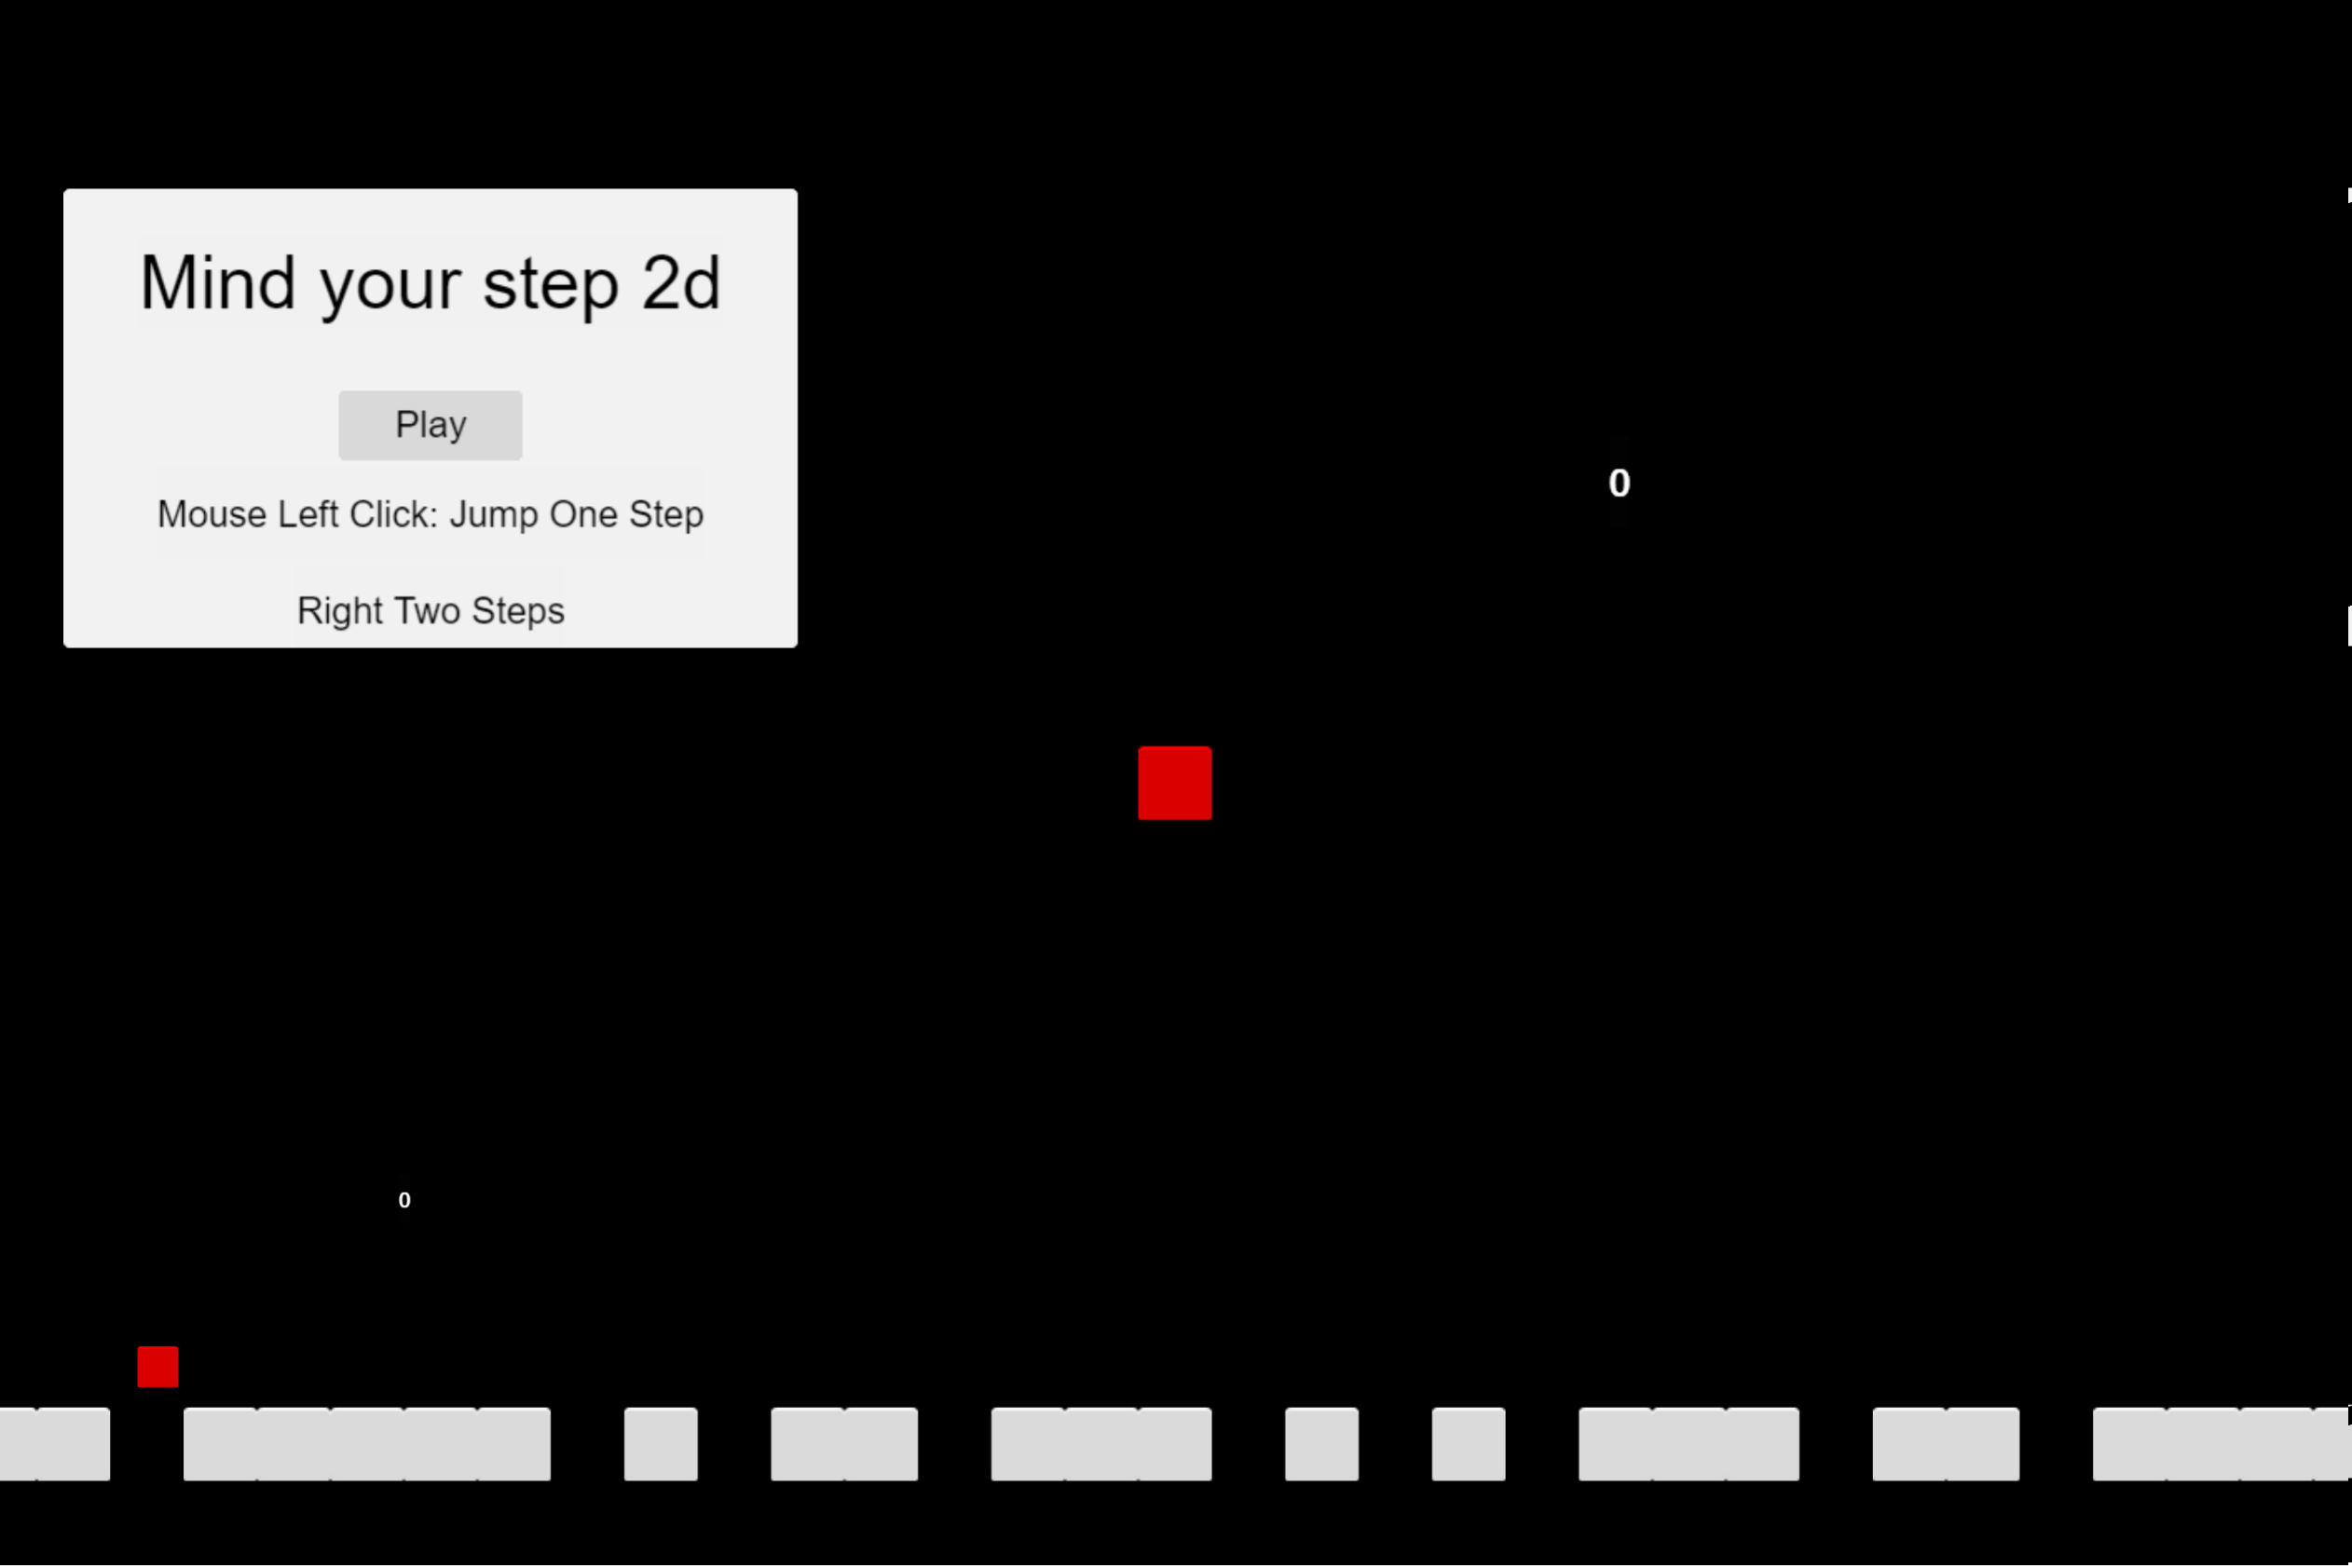 Mind your step 2d
Play
0
Mouse Left Click: Jump One Step
Right Two Steps
0